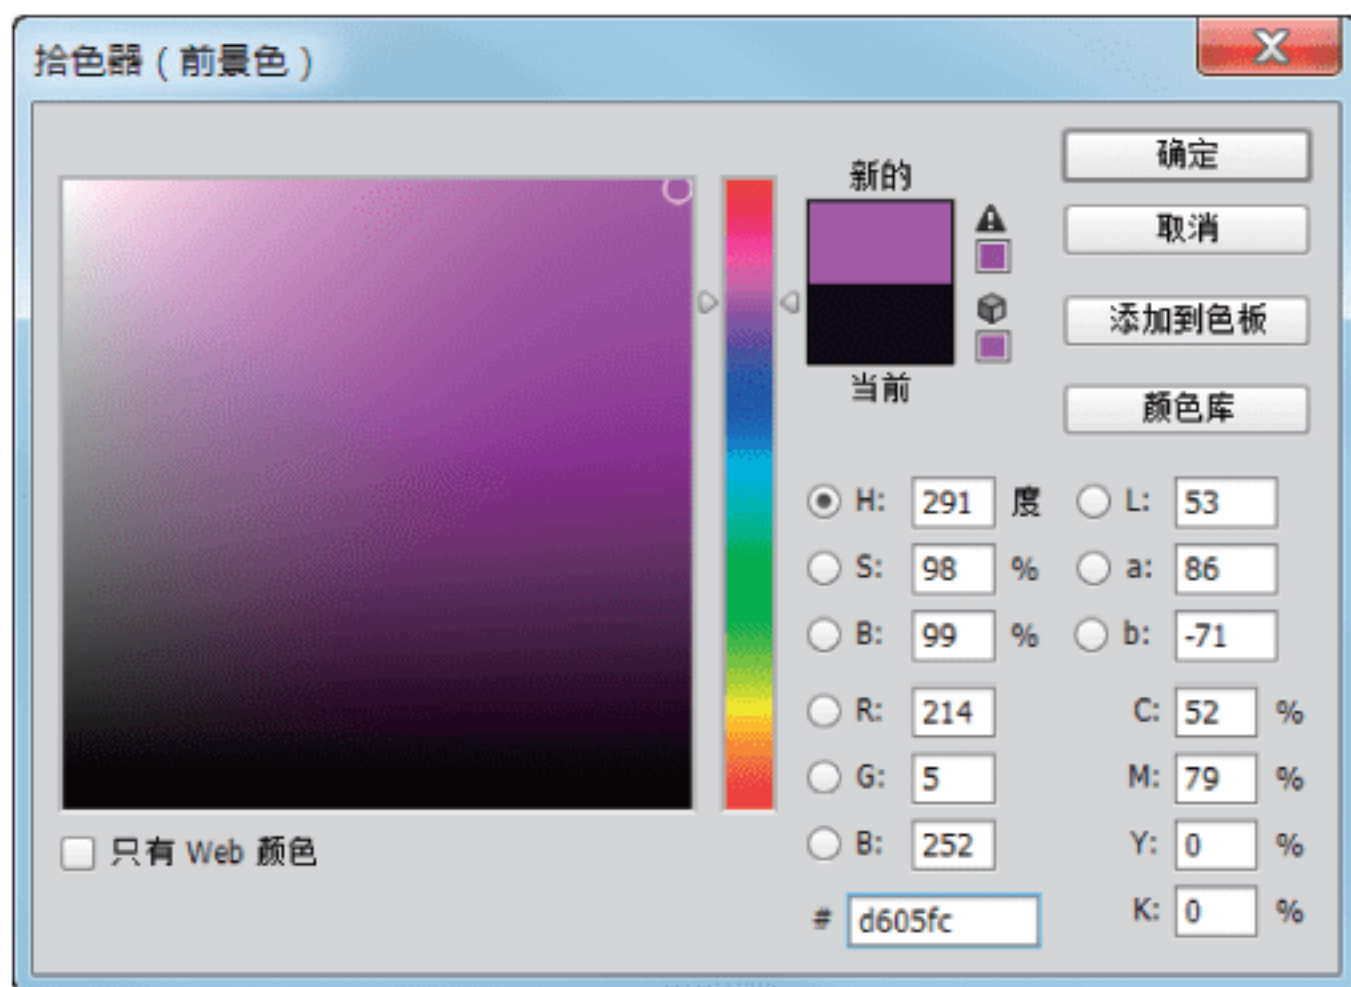 拾色器（前景色）
新的
当前
确定
取消
添加到色板
颜色库
H: 291 度
S: 98 %
B: 99 %
R: 214
G: 5
B: 252
# d605fc
L: 53
a: 86
b: -71
C: 52 %
M: 79 %
Y: 0 %
K: 0 %
只有 Web 颜色